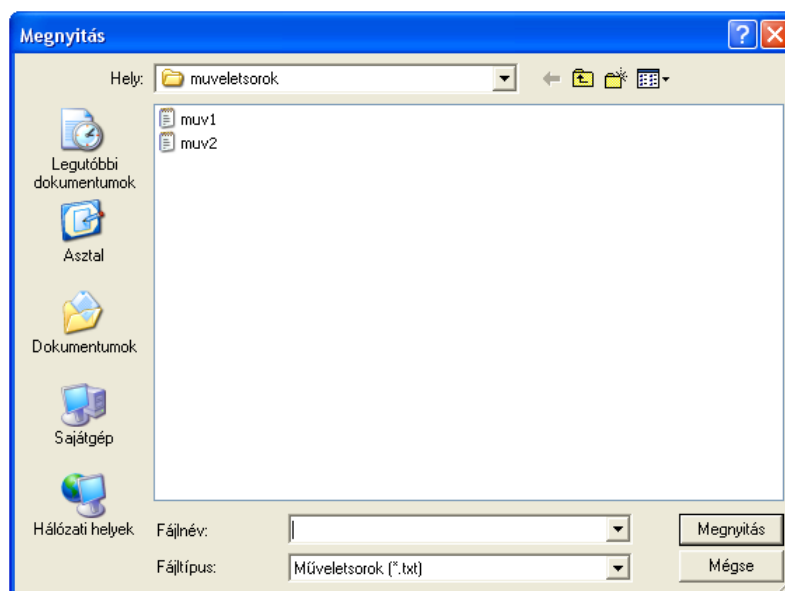 Megnyitás
Hely:
muveletsorok
muv1
muv2
Legutóbbi
dokumentumok
Asztal
Dokumentumok
Sajátgép
Hálózati helyek
Fájlnév:
Megnyitás
Fájltípus:
Műveletsorok (*.txt)
Mégse